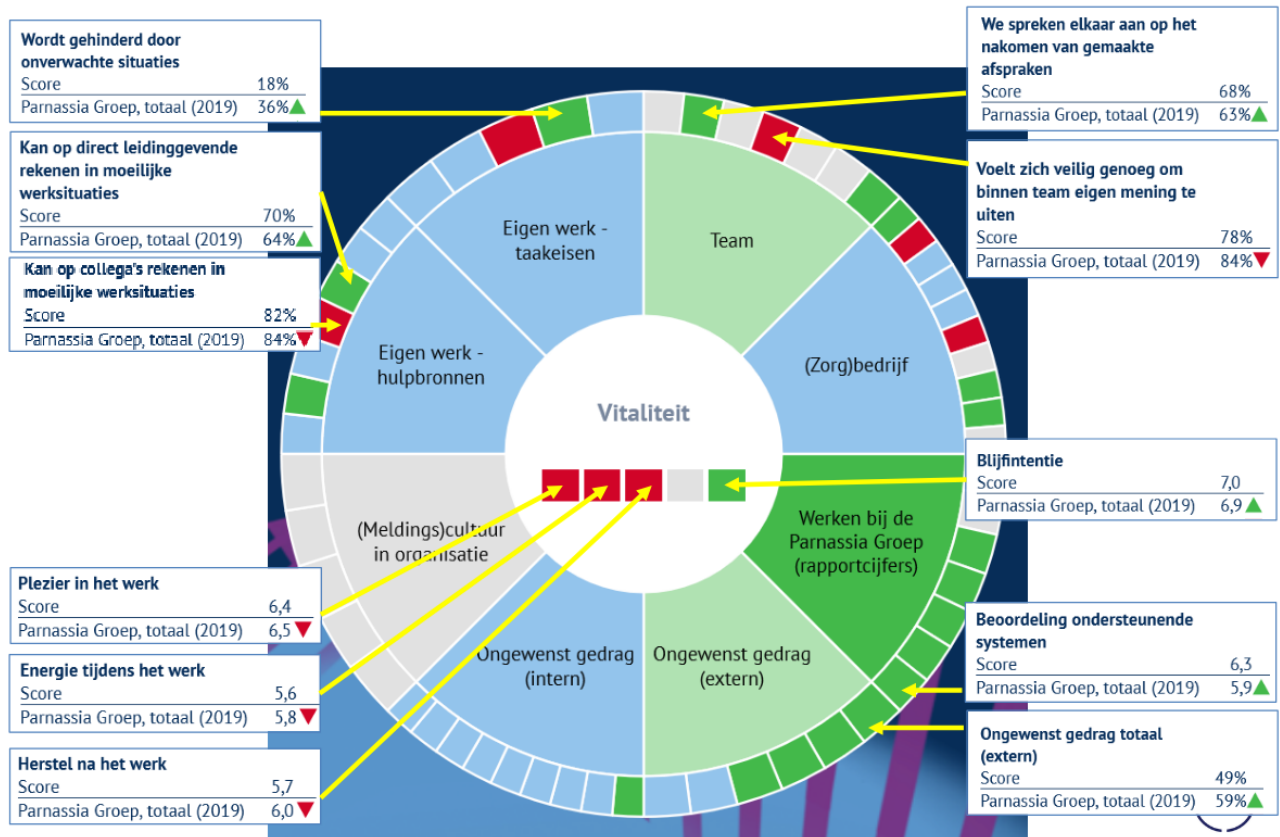 Wordt gehinderd door
onverwachte situaties
Score 18%
Parnassia Groep, totaal (2019) 36%
Kan op direct leidinggevende
rekenen in moeilijke
werksituaties
Score 70%
Parnassia Groep, totaal (2019) 64%
Kan op collega's rekenen in
moeilijke werksituaties
Score 82%
Parnassia Groep, totaal (2019) 84%
Plezier in het werk
Score 6,4
Parnassia Groep, totaal (2019) 6,5
Energie tijdens het werk
Score 5,6
Parnassia Groep, totaal (2019) 5,8
Herstel na het werk
Score 5,7
Parnassia Groep, totaal (2019) 6,0
Eigen werk -
taakeisen
Team
Eigen werk -
hulpbronnen
(Zorg)bedrijf
Vitaliteit
(Meldings)cultuur
in organisatie
Werken bij de
Parnassia Groep
(rapportcijfers)
Ongewenst gedrag
(intern)
Ongewenst gedrag
(extern)
We spreken elkaar aan op het
nakomen van gemaakte
afspraken
Score 68%
Parnassia Groep, totaal (2019) 63%
Voelt zich veilig genoeg om
binnen team eigen mening te
uiten
Score 78%
Parnassia Groep, totaal (2019) 84%
Blijfintentie
Score 7,0
Parnassia Groep, totaal (2019) 6,9
Beoordeling ondersteunende
systemen
Score 6,3
Parnassia Groep, totaal (2019) 5,9
Ongewenst gedrag totaal
(extern)
Score 49%
Parnassia Groep, totaal (2019) 59%